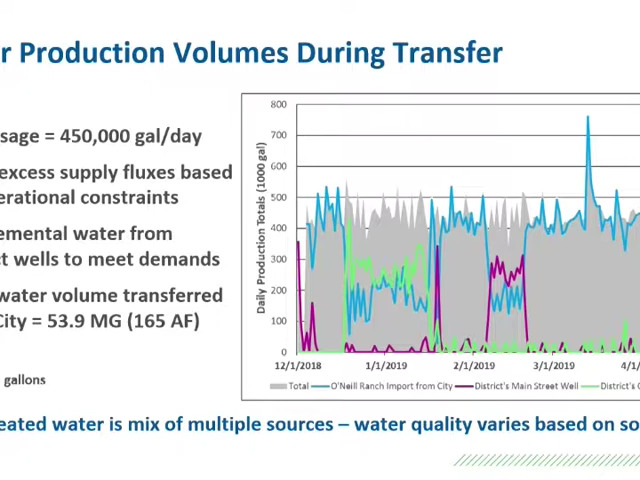 r Production Volumes During Transfer
sage = 450,000 gal/day
excess supply fluxes based
erational constraints
emental water from
ct wells to meet demands
water volume transferred
City = 53.9 MG (165 AF)
gallons
Daily Production Totals (1000 gal)
800
700
600
500
400
300
200
100
0
12/1/2018 1/1/2019 2/1/2019 3/1/2019 4/1/
Total O'Neill Ranch Import from City District's Main Street Well District's
eated water is mix of multiple sources – water quality varies based on so